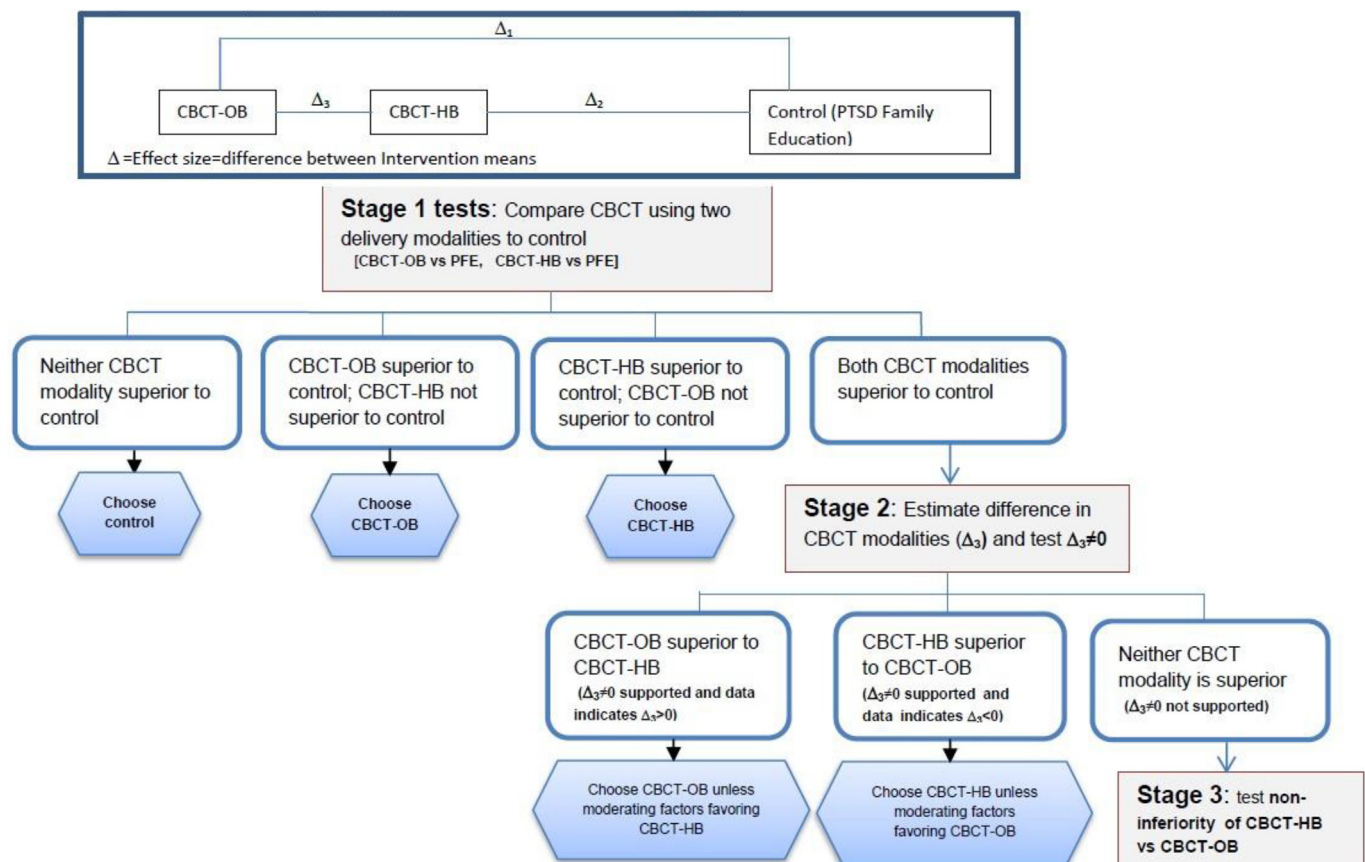 Δ₁
CBCT-OB
Δ₃
CBCT-HB
Δ₂
Control (PTSD Family
Education)
Δ =Effect size=difference between Intervention means
Stage 1 tests: Compare CBCT using two
delivery modalities to control
[CBCT-OB vs PFE, CBCT-HB vs PFE]
Neither CBCT
modality superior to
control
CBCT-OB superior to
control; CBCT-HB not
superior to control
CBCT-HB superior to
control; CBCT-OB not
superior to control
Both CBCT modalities
superior to control
Choose
control
Choose
CBCT-OB
Choose
CBCT-HB
Stage 2: Estimate difference in
CBCT modalities (Δ₃) and test Δ₃≠0
CBCT-OB superior to
CBCT-HB
(Δ₃≠0 supported and data
indicates Δ₃>0)
CBCT-HB superior
to CBCT-OB
(Δ₃≠0 supported and
data indicates Δ₃<0)
Neither CBCT
modality is superior
(Δ₃≠0 not supported)
Choose CBCT-OB unless
moderating factors favoring
CBCT-HB
Choose CBCT-HB unless
moderating factors
favoring CBCT-OB
Stage 3: test non-
inferiority of CBCT-HB
vs CBCT-OB